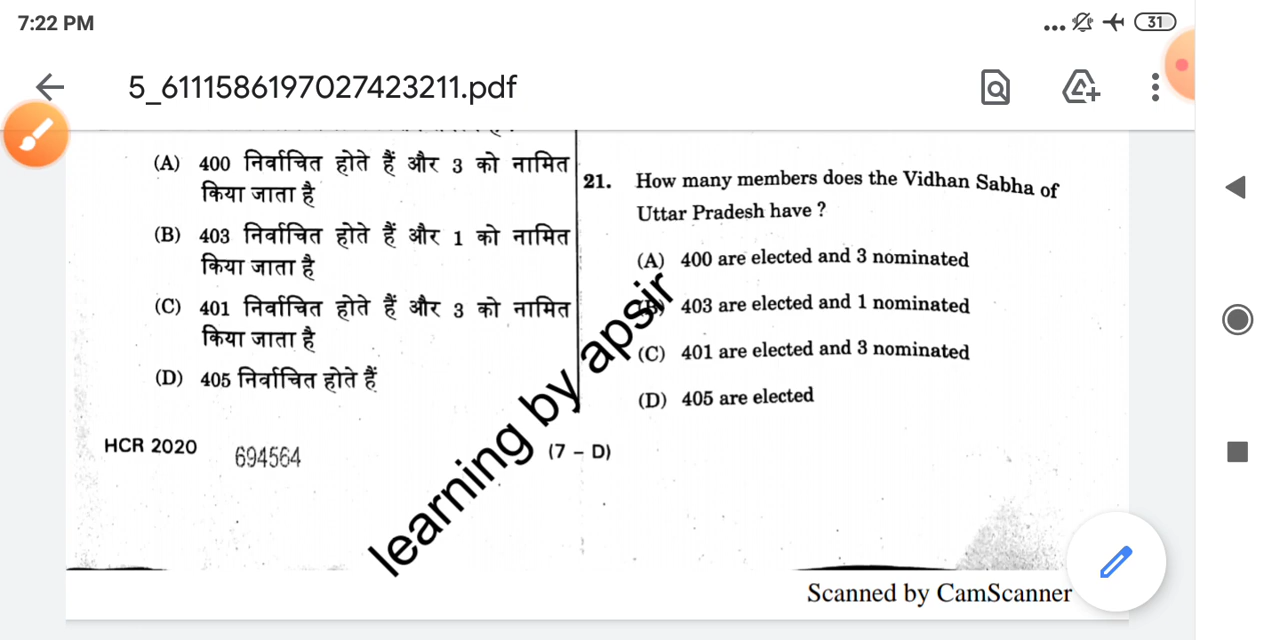 7:22 PM
31
5_6111586197027423211.pdf
(A) 400 निर्वाचित होते हैं और 3 को नामित
किया जाता है
(B) 403 निर्वाचित होते हैं और 1 को नामित
किया जाता है
(C) 401 निर्वाचित होते हैं और 3 को नामित
किया जाता है
(D) 405 निर्वाचित होते हैं
21. How many members does the Vidhan Sabha of
Uttar Pradesh have ?
(A) 400 are elected and 3 nominated
(B) 403 are elected and 1 nominated
(C) 401 are elected and 3 nominated
(D) 405 are elected
HCR 2020
694564
(7 – D)
learning by apsir
Scanned by CamScanner